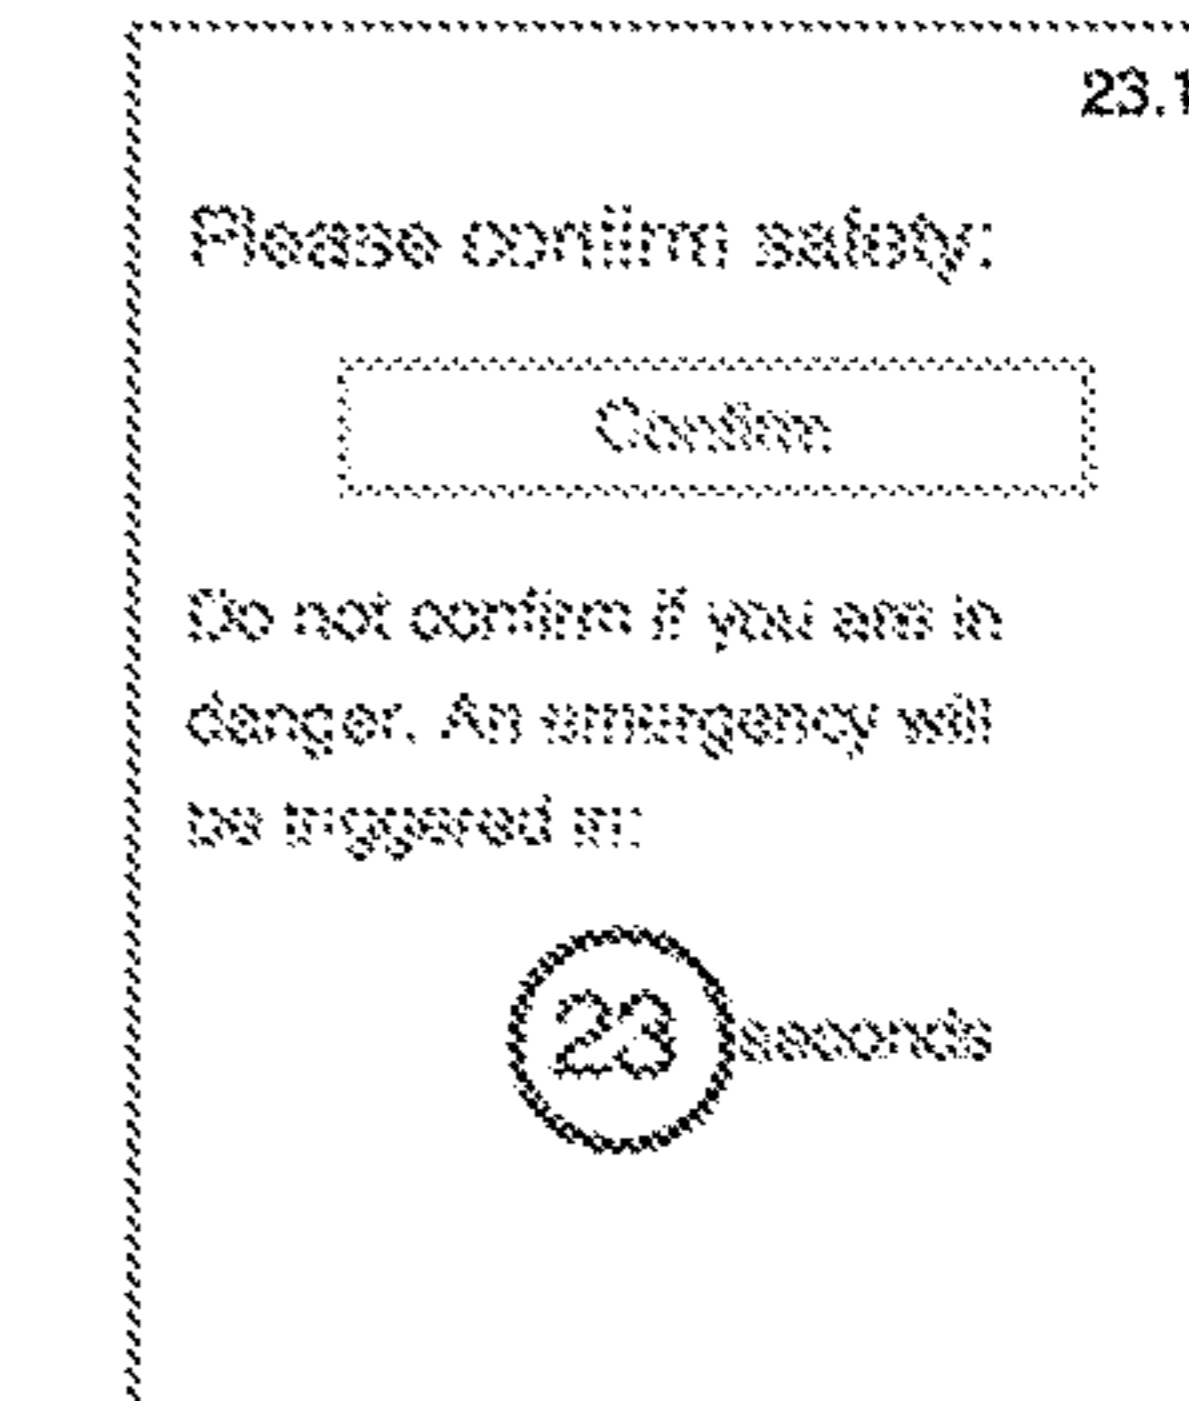 23.1
Please confirm safety:
Confirm
Do not confirm if you are in
danger. An emergency will
be triggered in:
23 seconds